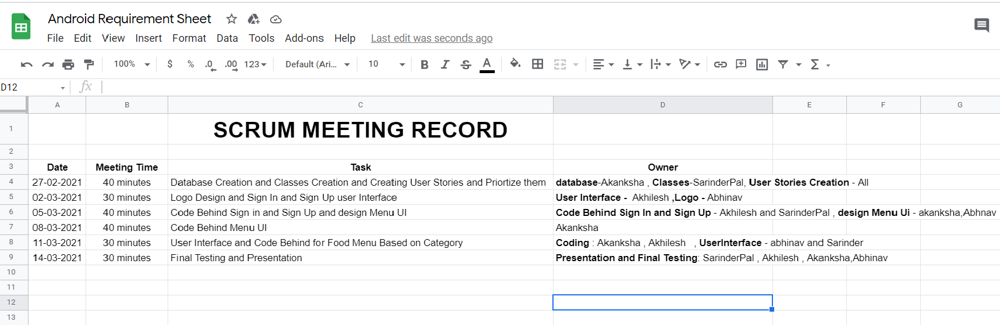 Android Requirement Sheet
File Edit View Insert Format Data Tools Add-ons Help Last edit was seconds ago
100% $ % .0 .00 123 Default (Ari... 10 B I S A Σ
D12 fx
A B C D E F G
1 SCRUM MEETING RECORD
2
3 Date Meeting Time Task Owner
4 27-02-2021 40 minutes Database Creation and Classes Creation and Creating User Stories and Priortize them database-Akanksha , Classes-SarinderPal, User Stories Creation - All
5 02-03-2021 30 minutes Logo Design and Sign In and Sign Up user Interface User Interface - Akhilesh ,Logo - Abhinav
6 05-03-2021 40 minutes Code Behind Sign in and Sign Up and design Menu UI Code Behind Sign In and Sign Up - Akhilesh and SarinderPal , design Menu Ui - akanksha,Abhnav
7 08-03-2021 40 minutes Code Behind Menu UI Akanksha
8 11-03-2021 30 minutes User Interface and Code Behind for Food Menu Based on Category Coding : Akanksha , Akhilesh , UserInterface - abhinav and Sarinder
9 14-03-2021 30 minutes Final Testing and Presentation Presentation and Final Testing: SarinderPal , Akhilesh , Akanksha,Abhinav
10
11
12
13